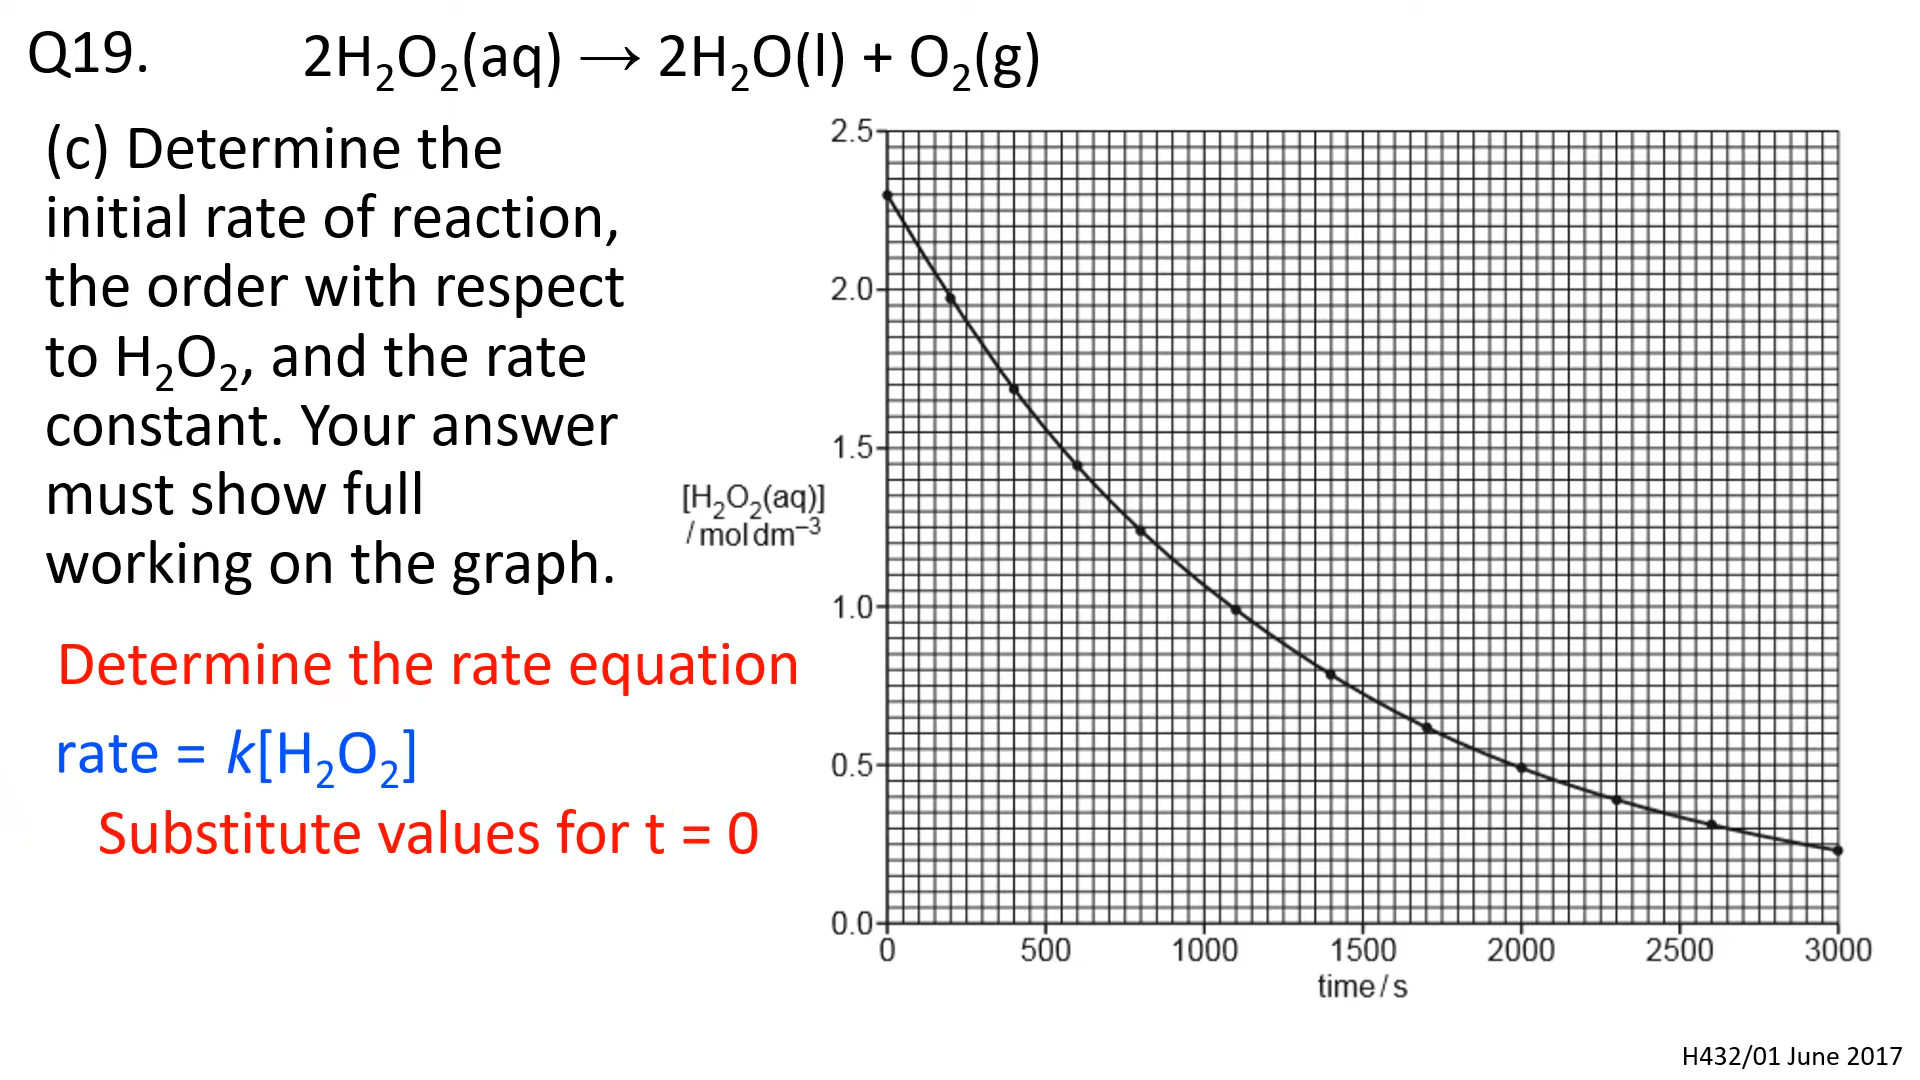 Q19.
2H₂O₂(aq) → 2H₂O(l) + O₂(g)
(c) Determine the
initial rate of reaction,
the order with respect
to H₂O₂, and the rate
constant. Your answer
must show full
working on the graph.
Determine the rate equation
rate = k[H₂O₂]
Substitute values for t = 0
[H₂O₂(aq)]
/ mol dm⁻³
2.5
2.0
1.5
1.0
0.5
0.0
0 500 1000 1500 2000 2500 3000
time / s
H432/01 June 2017